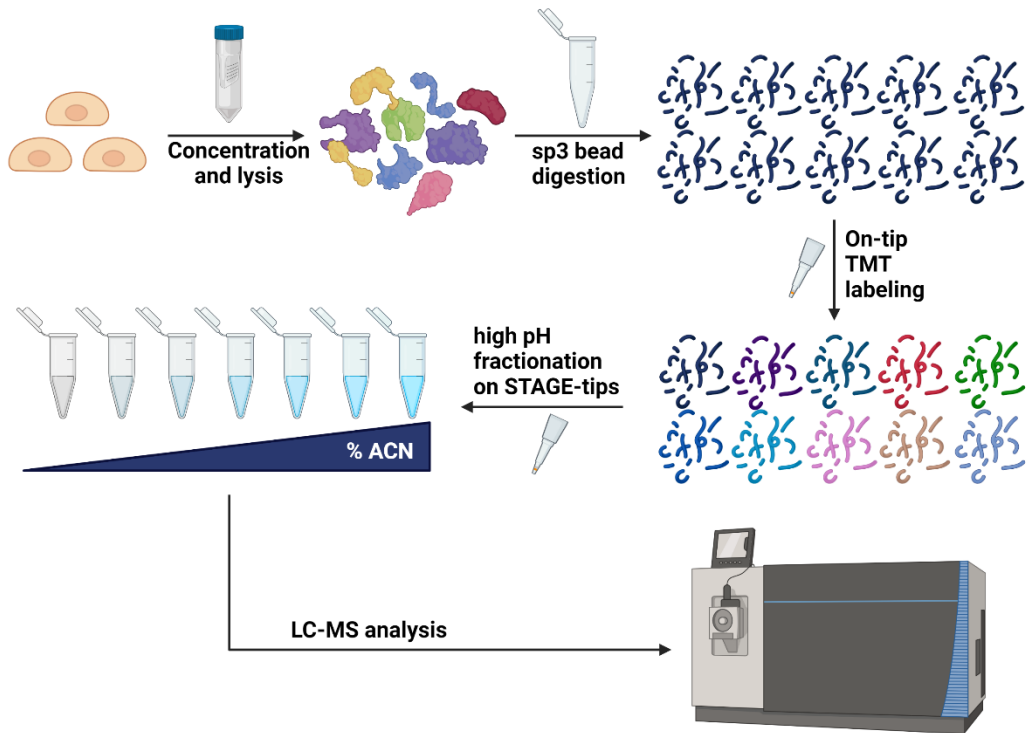 Concentration
and lysis
sp3 bead
digestion
On-tip
TMT
labeling
high pH
fractionation
on STAGE-tips
% ACN
LC-MS analysis